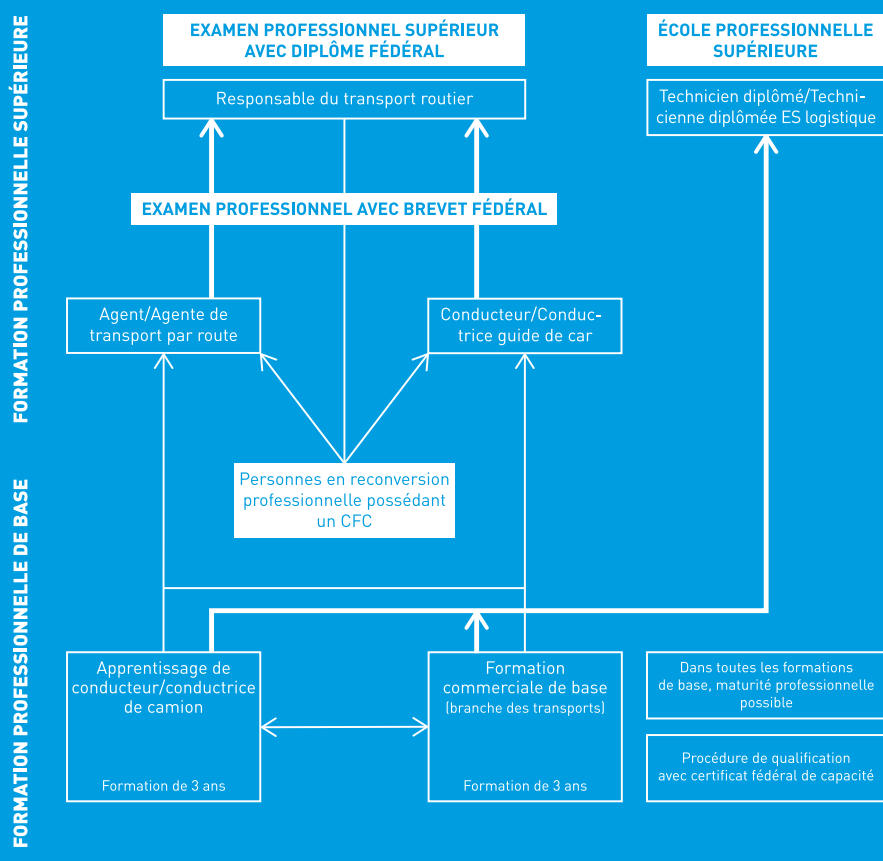 FORMATION PROFESSIONNELLE SUPÉRIEURE
EXAMEN PROFESSIONNEL SUPÉRIEUR
AVEC DIPLÔME FÉDÉRAL
ÉCOLE PROFESSIONNELLE
SUPÉRIEURE
Responsable du transport routier
Technicien diplômé/Techni-
cienne diplômée ES logistique
EXAMEN PROFESSIONNEL AVEC BREVET FÉDÉRAL
Agent/Agente de
transport par route
Conducteur/Conduc-
trice guide de car
Personnes en reconversion
professionnelle possédant
un CFC
FORMATION PROFESSIONNELLE DE BASE
Apprentissage de
conducteur/conductrice
de camion
Formation de 3 ans
Formation
commerciale de base
(branche des transports)
Formation de 3 ans
Dans toutes les formations
de base, maturité professionnelle
possible
Procédure de qualification
avec certificat fédéral de capacité